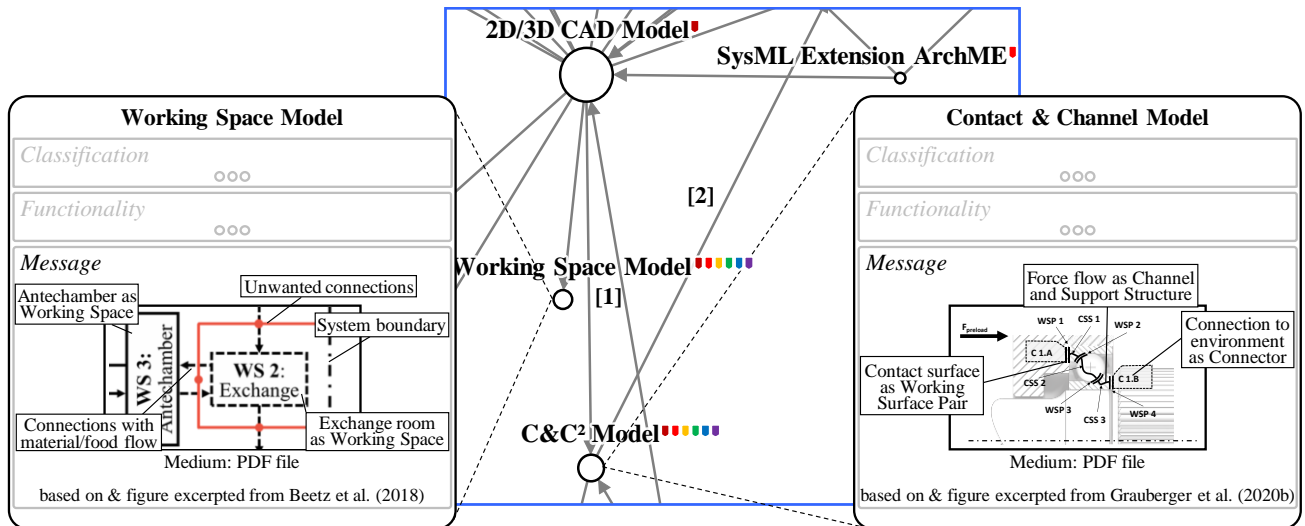 2D/3D CAD Model
SysML Extension ArchME
[2]
Working Space Model
[1]
C&C² Model
Working Space Model
Classification
Functionality
Message
Antechamber as
Working Space
Unwanted connections
System boundary
WS 3:
Antechamber
WS 2:
Exchange
Connections with
material/food flow
Exchange room
as Working Space
Medium: PDF file
based on & figure excerpted from Beetz et al. (2018)
Contact & Channel Model
Classification
Functionality
Message
Force flow as Channel
and Support Structure
Fpreload
WSP 1
CSS 1
WSP 2
Connection to
environment
as Connector
C 1.A
Contact surface
as Working
Surface Pair
CSS 2
C 1.B
WSP 3
CSS 3
WSP 4
Medium: PDF file
based on & figure excerpted from Grauberger et al. (2020b)